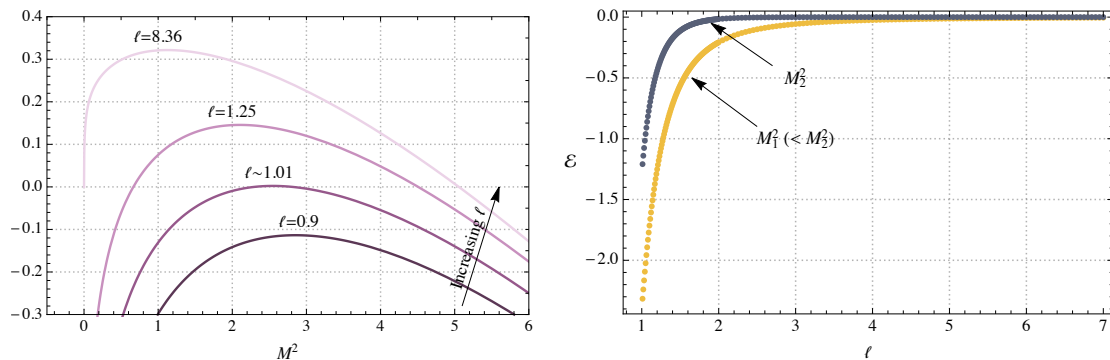 0.4
0.3
0.2
0.1
0.0
−0.1
−0.2
−0.3
ℓ=8.36
ℓ=1.25
ℓ~1.01
ℓ=0.9
Increasing ℓ
0
1
2
3
4
5
6
M²
0.0
−0.5
−1.0
−1.5
−2.0
ℰ
M₂²
M₁² (< M₂²)
1
2
3
4
5
6
7
ℓ